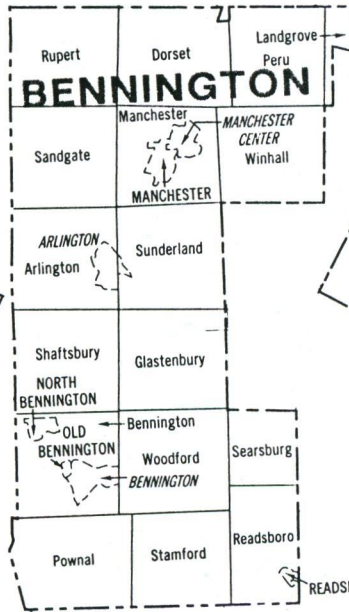 Rupert
Dorset
Landgrove
Peru
BENNINGTON
Manchester
MANCHESTER
CENTER
Sandgate
Winhall
MANCHESTER
ARLINGTON
Arlington
Sunderland
Shaftsbury
Glastenbury
NORTH
BENNINGTON
Bennington
OLD
BENNINGTON
Woodford
Searsburg
BENNINGTON
Pownal
Stamford
Readsboro